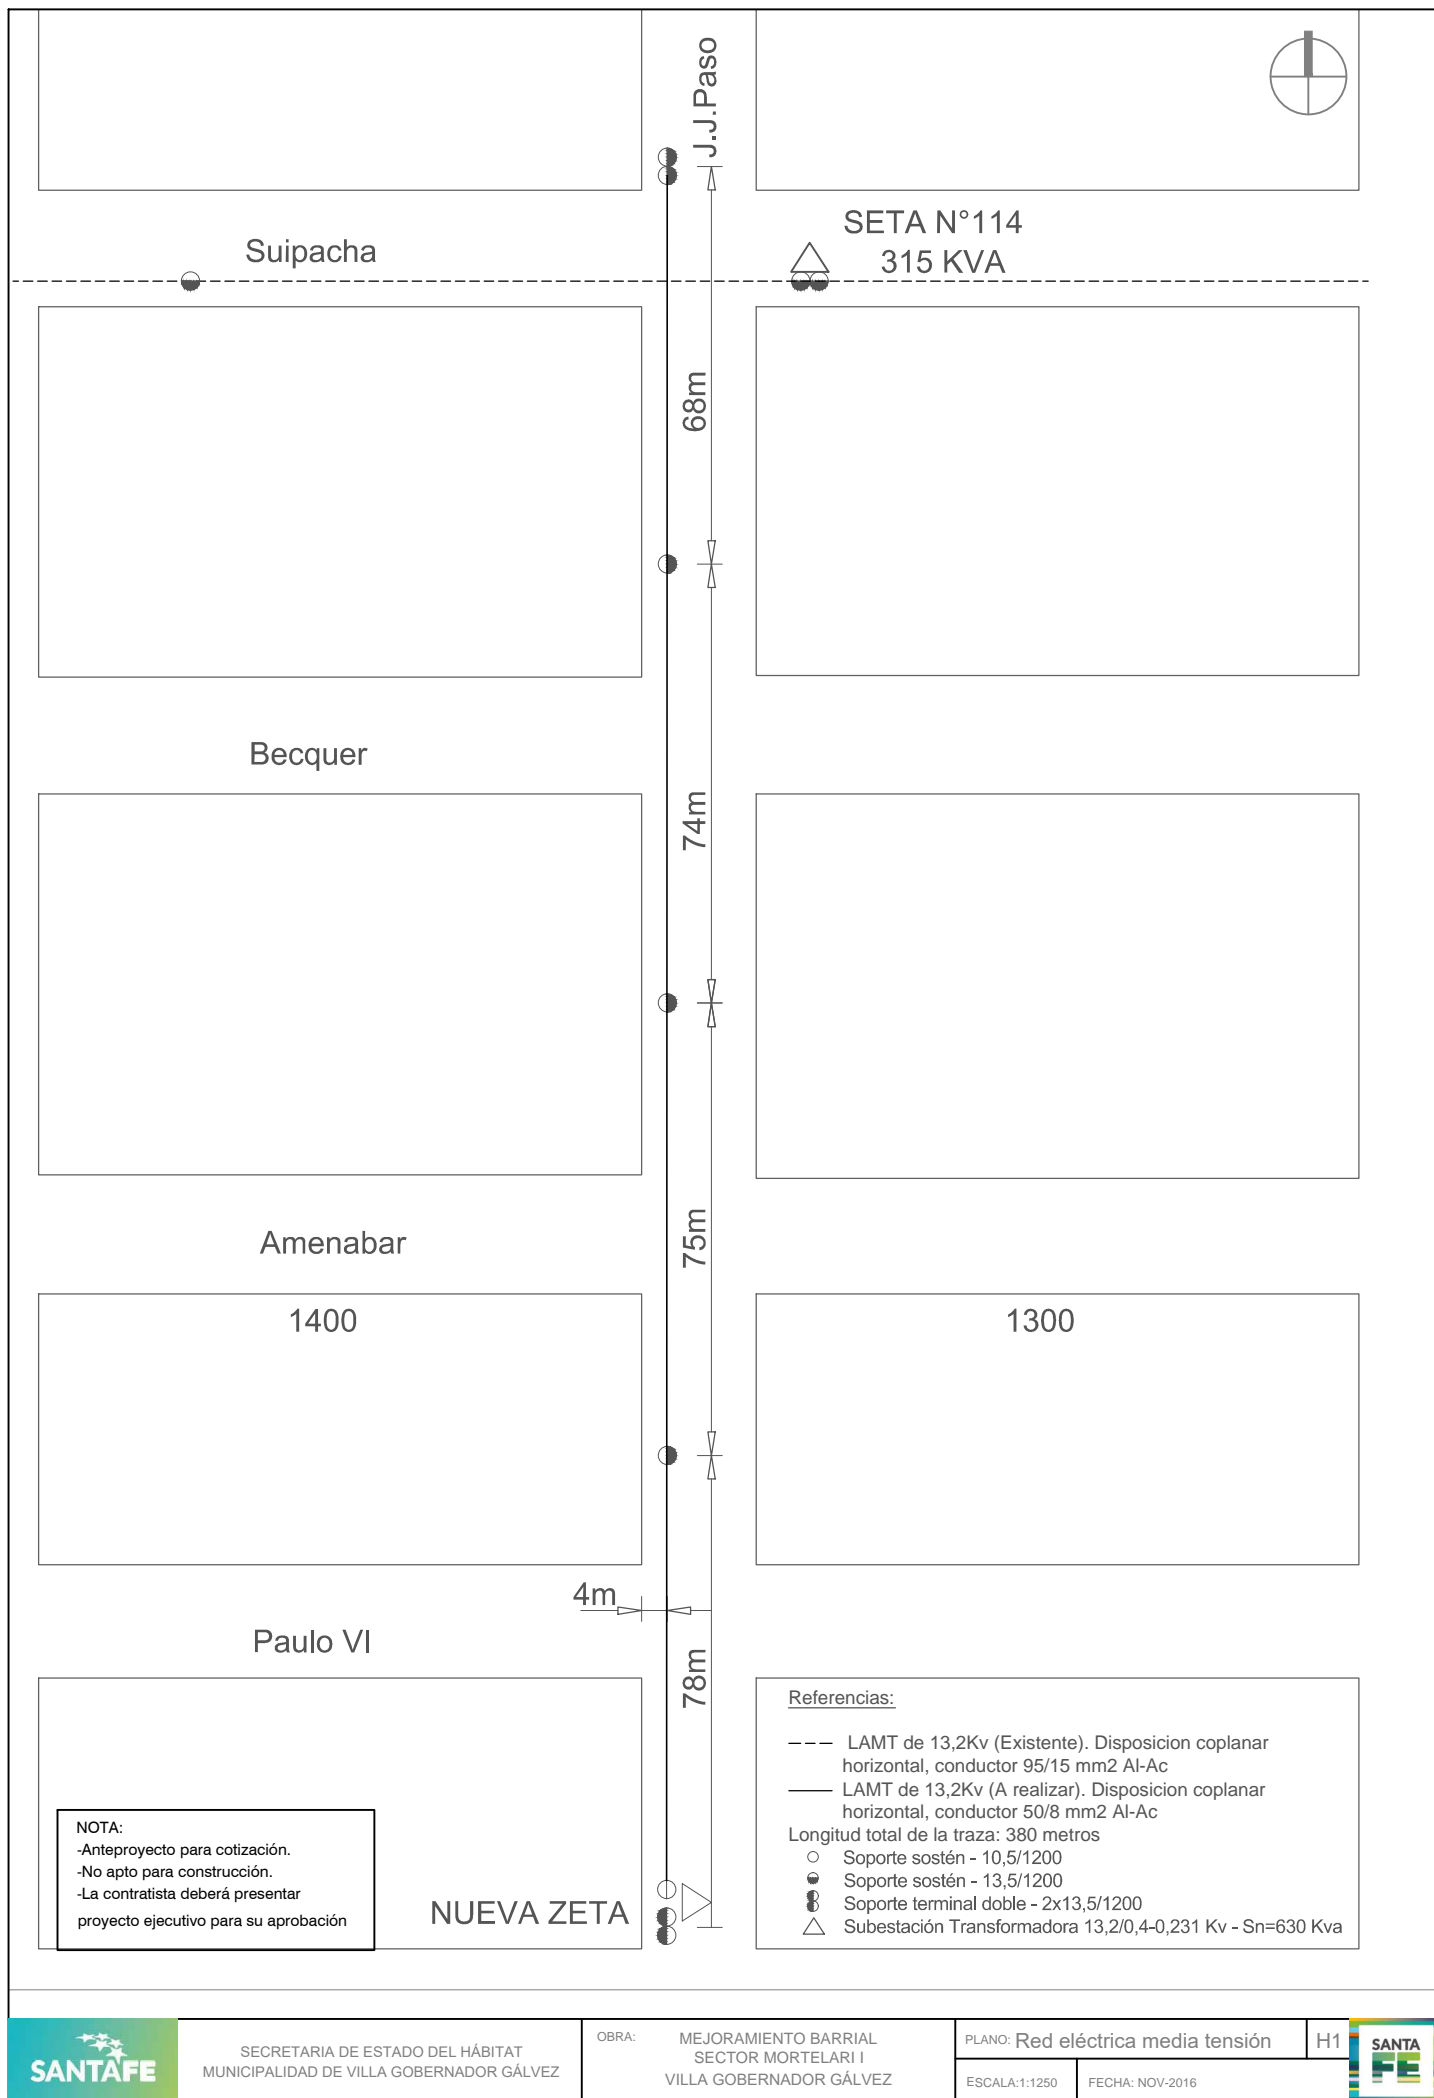 J.J.Paso
SETA N°114
315 KVA
Suipacha
68m
Becquer
74m
Amenabar
75m
1400
1300
4m
Paulo VI
78m
Referencias:
LAMT de 13,2Kv (Existente). Disposicion coplanar
horizontal, conductor 95/15 mm2 Al-Ac
LAMT de 13,2Kv (A realizar). Disposicion coplanar
horizontal, conductor 50/8 mm2 Al-Ac
Longitud total de la traza: 380 metros
Soporte sostén - 10,5/1200
Soporte sostén - 13,5/1200
Soporte terminal doble - 2x13,5/1200
Subestación Transformadora 13,2/0,4-0,231 Kv - Sn=630 Kva
NOTA:
-Anteproyecto para cotización.
-No apto para construcción.
-La contratista deberá presentar
proyecto ejecutivo para su aprobación
NUEVA ZETA
SANTAFE
SECRETARIA DE ESTADO DEL HÁBITAT
MUNICIPALIDAD DE VILLA GOBERNADOR GÁLVEZ
OBRA: MEJORAMIENTO BARRIAL
SECTOR MORTELARI I
VILLA GOBERNADOR GÁLVEZ
PLANO: Red eléctrica media tensión
H1
ESCALA:1:1250
FECHA: NOV-2016
SANTA
FE